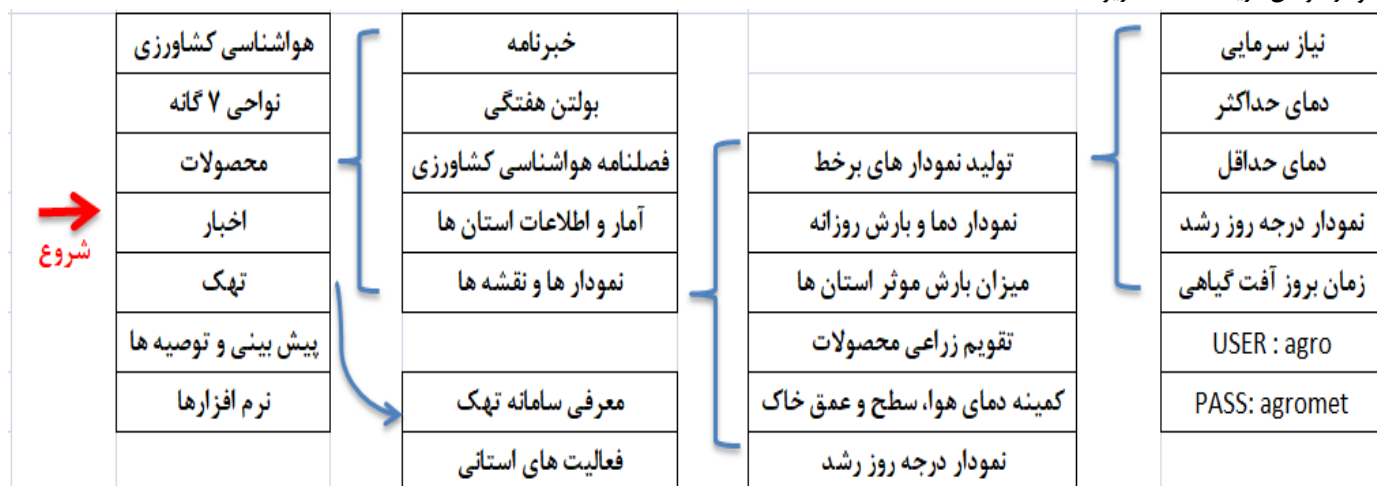 هواشناسی کشاورزی
نواحی ۷ گانه
محصولات
اخبار
تهک
پیش بینی و توصیه ها
نرم افزارها
شروع
خبرنامه
بولتن هفتگی
فصلنامه هواشناسی کشاورزی
آمار و اطلاعات استان ها
نمودار ها و نقشه ها
معرفی سامانه تهک
فعالیت های استانی
تولید نمودار های برخط
نمودار دما و بارش روزانه
میزان بارش موثر استان ها
تقویم زراعی محصولات
کمینه دمای هوا، سطح و عمق خاک
نمودار درجه روز رشد
نیاز سرمایی
دمای حداکثر
دمای حداقل
نمودار درجه روز رشد
زمان بروز آفت گیاهی
USER : agro
PASS: agromet